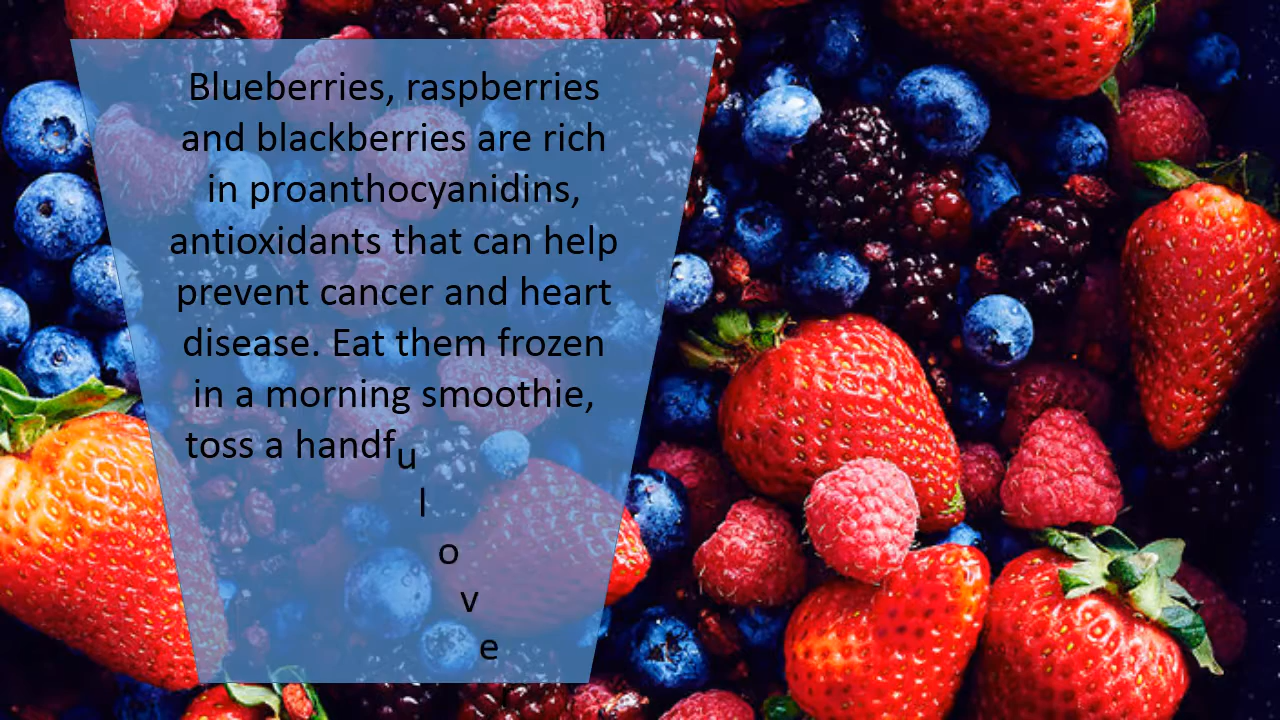 Blueberries, raspberries
and blackberries are rich
in proanthocyanidins,
antioxidants that can help
prevent cancer and heart
disease. Eat them frozen
in a morning smoothie,
toss a handfu
l
o
v
e